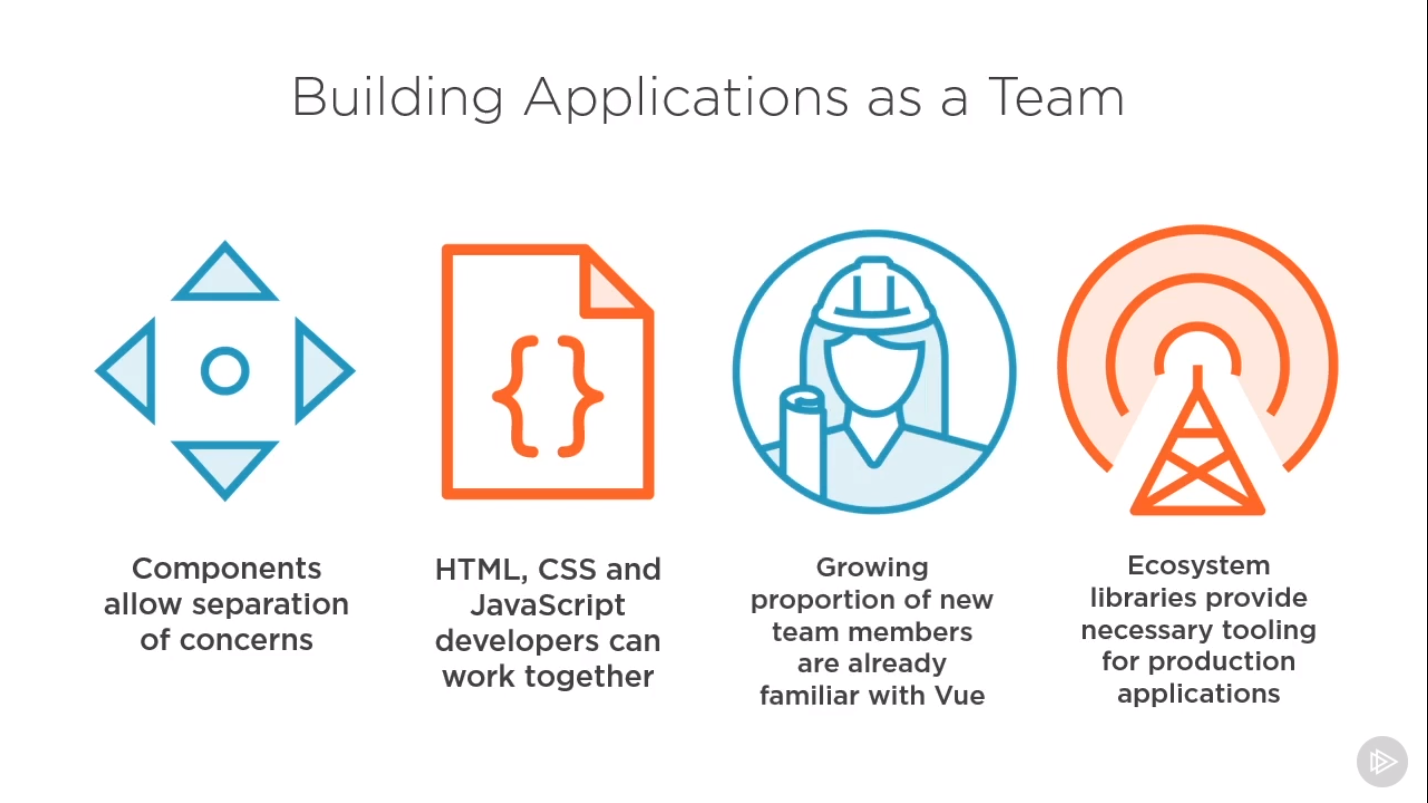 Building Applications as a Team
Components
allow separation
of concerns
HTML, CSS and
JavaScript
developers can
work together
Growing
proportion of new
team members
are already
familiar with Vue
Ecosystem
libraries provide
necessary tooling
for production
applications